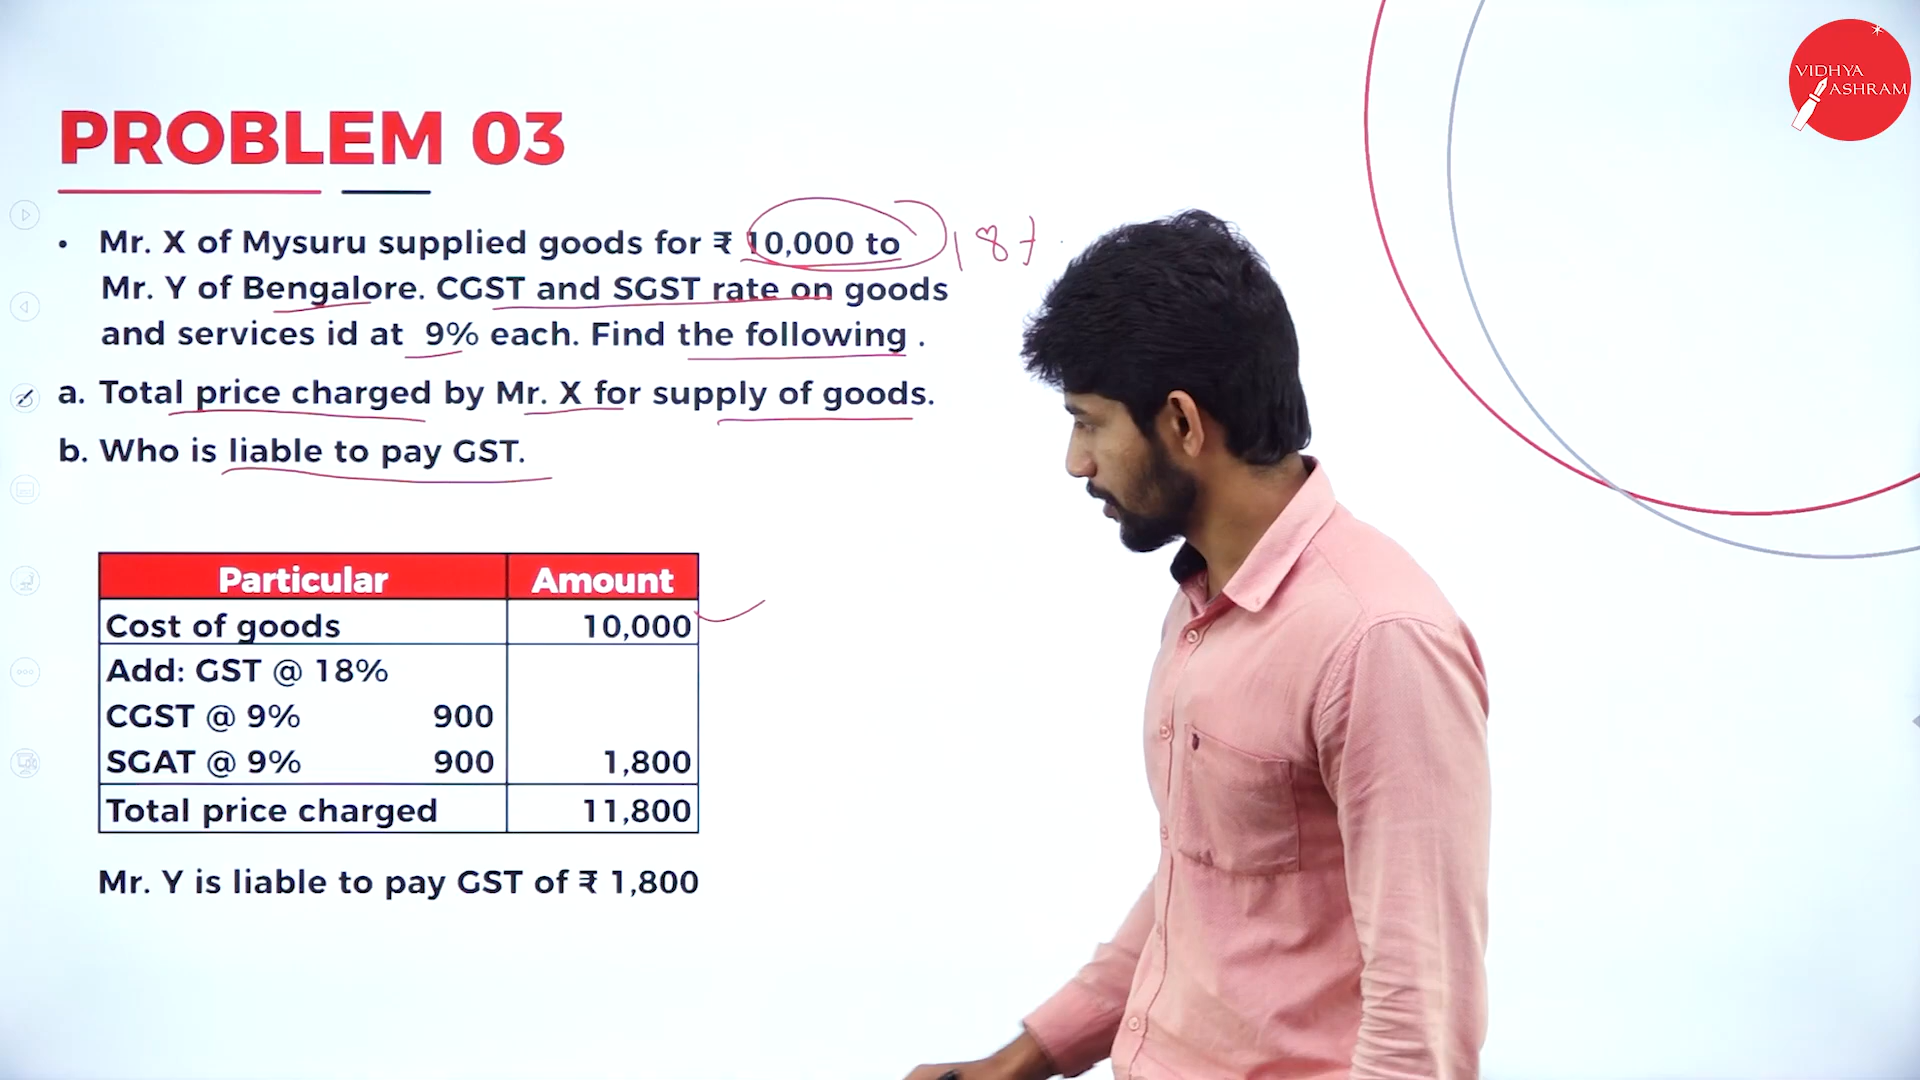 VIDHYA
ASHRAM
PROBLEM 03
• Mr. X of Mysuru supplied goods for ₹ 10,000 to
Mr. Y of Bengalore. CGST and SGST rate on goods
and services id at 9% each. Find the following .
a. Total price charged by Mr. X for supply of goods.
b. Who is liable to pay GST.
Particular Amount
Cost of goods 10,000
Add: GST @ 18%
CGST @ 9% 900
SGAT @ 9% 900 1,800
Total price charged 11,800
Mr. Y is liable to pay GST of ₹ 1,800